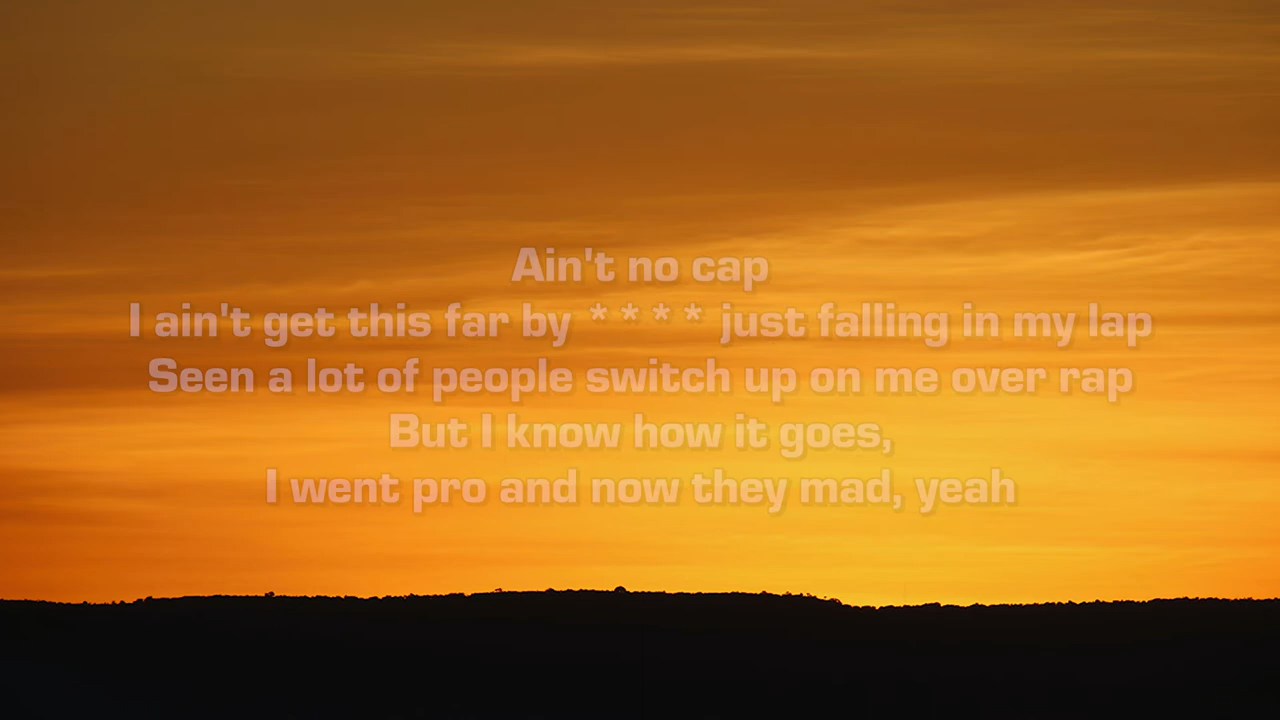 Ain't no cap
I ain't get this far by * * * * just falling in my lap
Seen a lot of people switch up on me over rap
But I know how it goes,
I went pro and now they mad, yeah